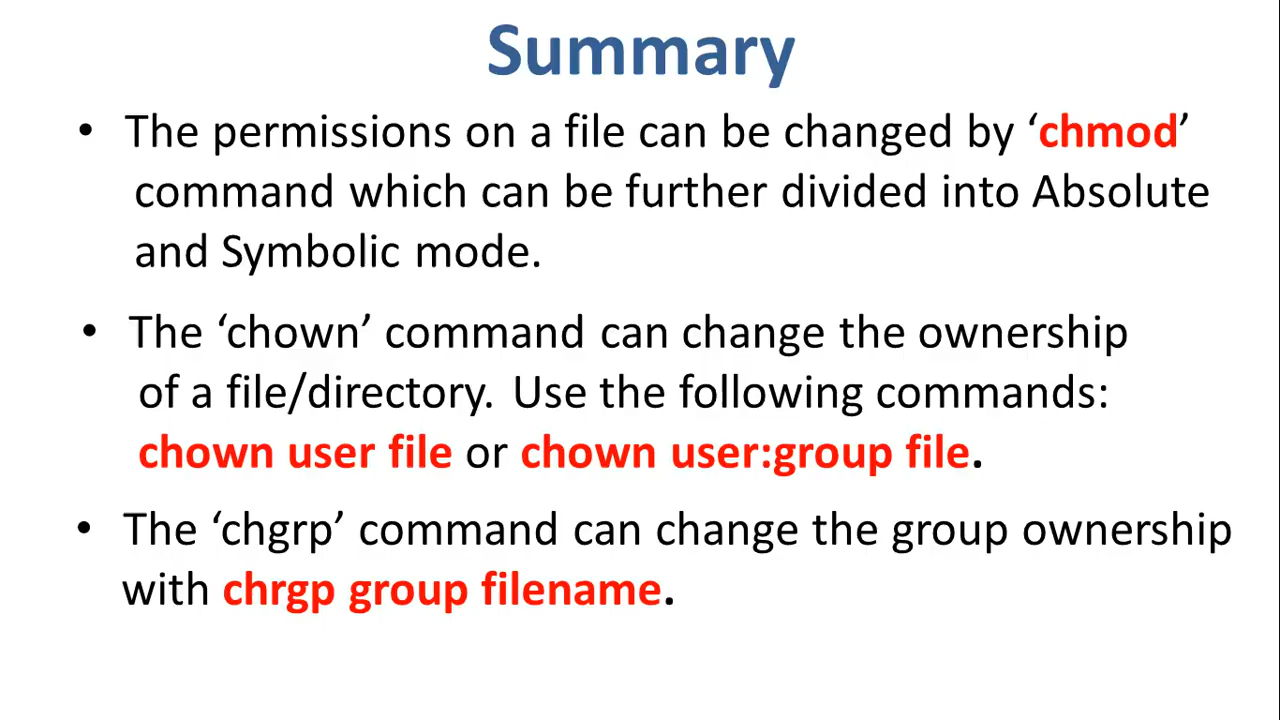 Summary
• The permissions on a file can be changed by ‘chmod’
command which can be further divided into Absolute
and Symbolic mode.
• The ‘chown’ command can change the ownership
of a file/directory. Use the following commands:
chown user file or chown user:group file.
• The ‘chgrp’ command can change the group ownership
with chrgp group filename.